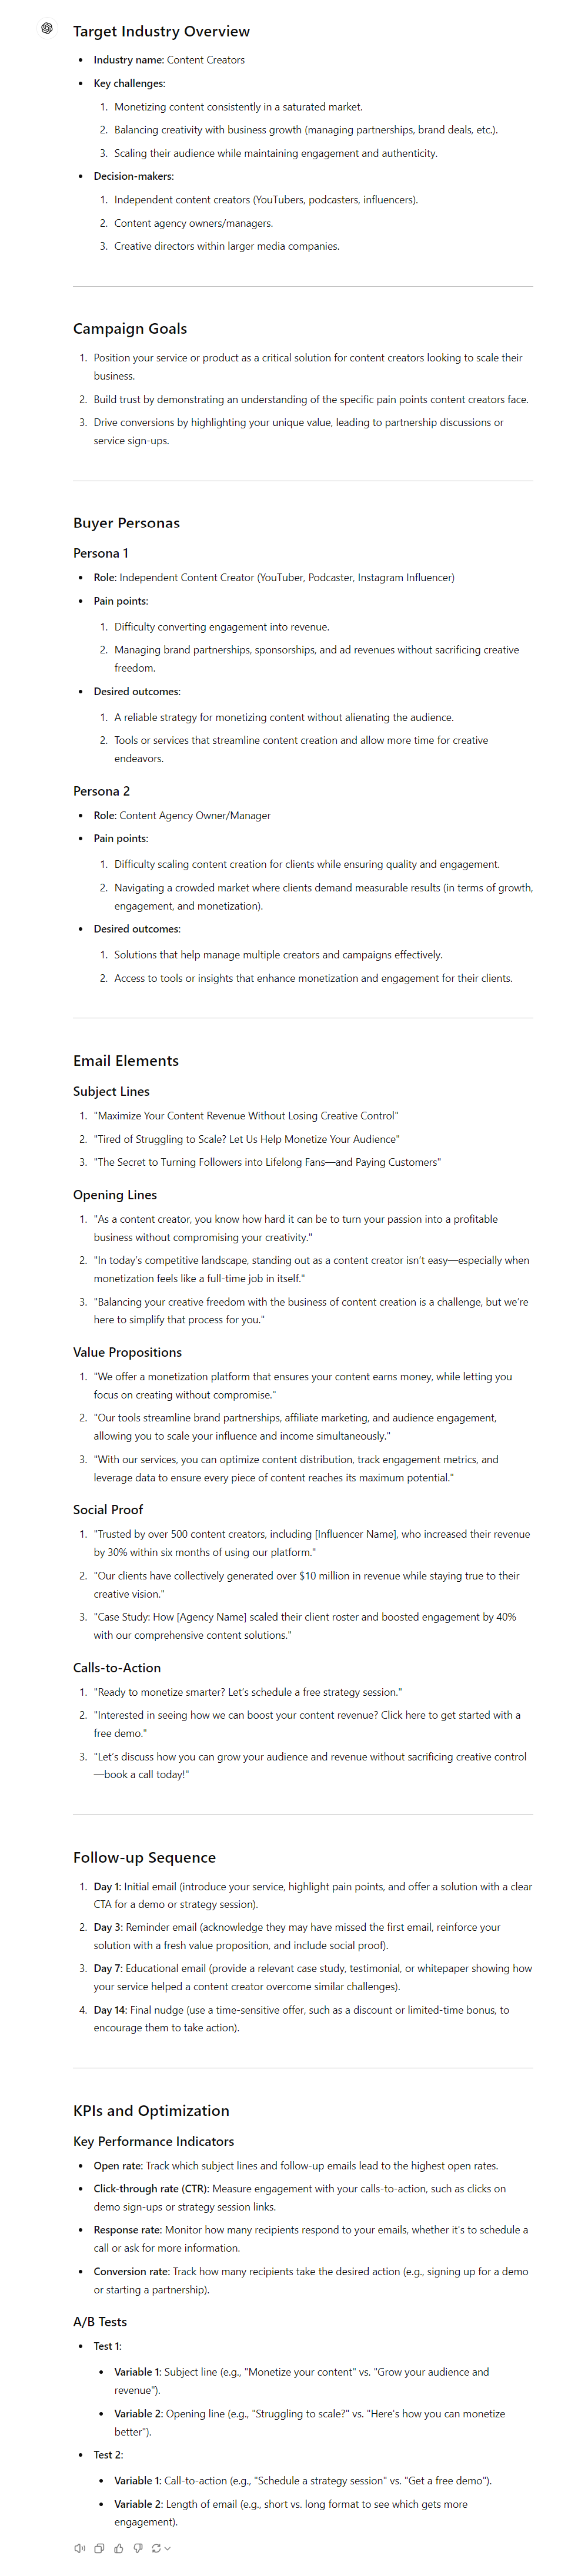 Target Industry Overview
• Industry name: Content Creators
• Key challenges:
1. Monetizing content consistently in a saturated market.
2. Balancing creativity with business growth (managing partnerships, brand deals, etc.).
3. Scaling their audience while maintaining engagement and authenticity.
• Decision-makers:
1. Independent content creators (YouTubers, podcasters, influencers).
2. Content agency owners/managers.
3. Creative directors within larger media companies.
Campaign Goals
1. Position your service or product as a critical solution for content creators looking to scale their
business.
2. Build trust by demonstrating an understanding of the specific pain points content creators face.
3. Drive conversions by highlighting your unique value, leading to partnership discussions or
service sign-ups.
Buyer Personas
Persona 1
• Role: Independent Content Creator (YouTuber, Podcaster, Instagram Influencer)
• Pain points:
1. Difficulty converting engagement into revenue.
2. Managing brand partnerships, sponsorships, and ad revenues without sacrificing creative
freedom.
• Desired outcomes:
1. A reliable strategy for monetizing content without alienating the audience.
2. Tools or services that streamline content creation and allow more time for creative
endeavors.
Persona 2
• Role: Content Agency Owner/Manager
• Pain points:
1. Difficulty scaling content creation for clients while ensuring quality and engagement.
2. Navigating a crowded market where clients demand measurable results (in terms of growth,
engagement, and monetization).
• Desired outcomes:
1. Solutions that help manage multiple creators and campaigns effectively.
2. Access to tools or insights that enhance monetization and engagement for their clients.
Email Elements
Subject Lines
1. "Maximize Your Content Revenue Without Losing Creative Control"
2. "Tired of Struggling to Scale? Let Us Help Monetize Your Audience"
3. "The Secret to Turning Followers into Lifelong Fans—and Paying Customers"
Opening Lines
1. "As a content creator, you know how hard it can be to turn your passion into a profitable
business without compromising your creativity."
2. "In today's competitive landscape, standing out as a content creator isn't easy—especially when
monetization feels like a full-time job in itself."
3. "Balancing your creative freedom with the business of content creation is a challenge, but we're
here to simplify that process for you."
Value Propositions
1. "We offer a monetization platform that ensures your content earns money, while letting you
focus on creating without compromise."
2. "Our tools streamline brand partnerships, affiliate marketing, and audience engagement,
allowing you to scale your influence and income simultaneously."
3. "With our services, you can optimize content distribution, track engagement metrics, and
leverage data to ensure every piece of content reaches its maximum potential."
Social Proof
1. "Trusted by over 500 content creators, including [Influencer Name], who increased their revenue
by 30% within six months of using our platform."
2. "Our clients have collectively generated over $10 million in revenue while staying true to their
creative vision."
3. "Case Study: How [Agency Name] scaled their client roster and boosted engagement by 40%
with our comprehensive content solutions."
Calls-to-Action
1. "Ready to monetize smarter? Let's schedule a free strategy session."
2. "Interested in seeing how we can boost your content revenue? Click here to get started with a
free demo."
3. "Let's discuss how you can grow your audience and revenue without sacrificing creative control
—book a call today!"
Follow-up Sequence
1. Day 1: Initial email (introduce your service, highlight pain points, and offer a solution with a clear
CTA for a demo or strategy session).
2. Day 3: Reminder email (acknowledge they may have missed the first email, reinforce your
solution with a fresh value proposition, and include social proof).
3. Day 7: Educational email (provide a relevant case study, testimonial, or whitepaper showing how
your service helped a content creator overcome similar challenges).
4. Day 14: Final nudge (use a time-sensitive offer, such as a discount or limited-time bonus, to
encourage them to take action).
KPIs and Optimization
Key Performance Indicators
• Open rate: Track which subject lines and follow-up emails lead to the highest open rates.
• Click-through rate (CTR): Measure engagement with your calls-to-action, such as clicks on
demo sign-ups or strategy session links.
• Response rate: Monitor how many recipients respond to your emails, whether it's to schedule a
call or ask for more information.
• Conversion rate: Track how many recipients take the desired action (e.g., signing up for a demo
or starting a partnership).
A/B Tests
• Test 1:
• Variable 1: Subject line (e.g., "Monetize your content" vs. "Grow your audience and
revenue").
• Variable 2: Opening line (e.g., "Struggling to scale?" vs. "Here's how you can monetize
better").
• Test 2:
• Variable 1: Call-to-action (e.g., "Schedule a strategy session" vs. "Get a free demo").
• Variable 2: Length of email (e.g., short vs. long format to see which gets more
engagement).